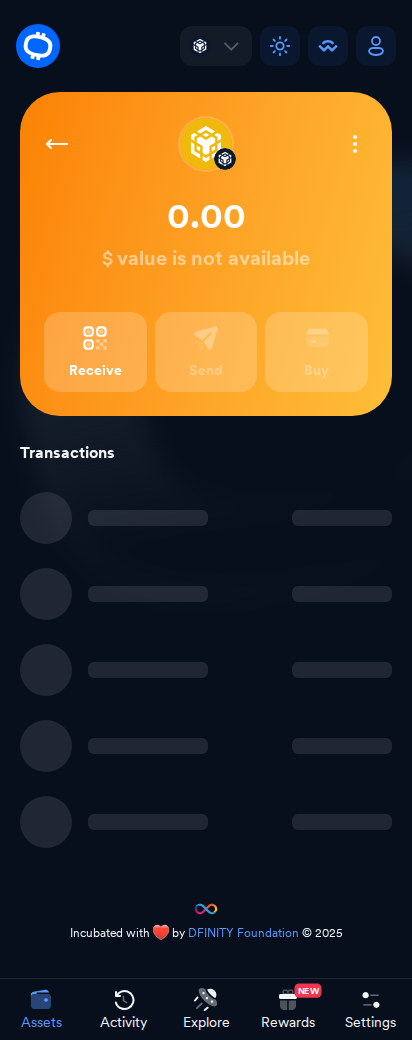 0.00
$ value is not available
Receive
Send
Buy
Transactions
Incubated with ❤️ by DFINITY Foundation © 2025
NEW
Assets
Activity
Explore
Rewards
Settings